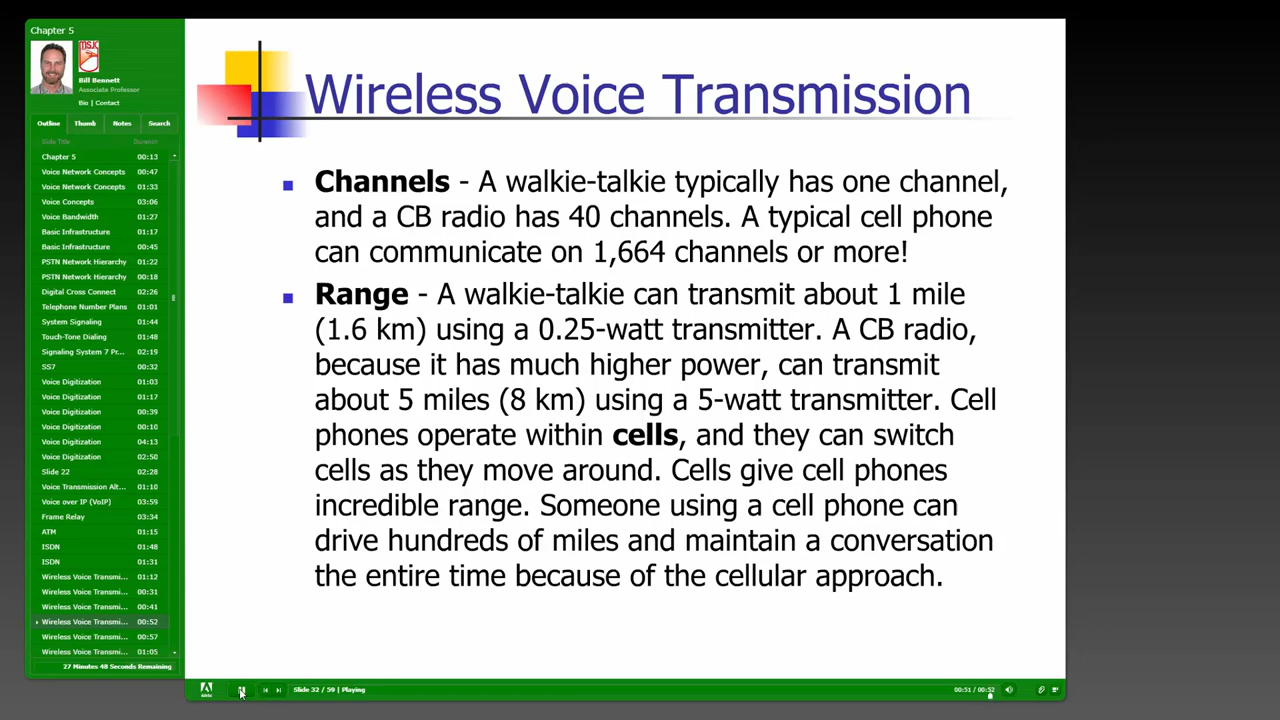 Chapter 5
MSJC
Bill Bennett
Associate Professor
Bio | Contact
Outline Thumb Notes Search
Slide Title Duration
Chapter 5 00:13
Voice Network Concepts 00:47
Voice Network Concepts 01:33
Voice Concepts 03:06
Voice Bandwidth 01:27
Basic Infrastructure 01:17
Basic Infrastructure 00:45
PSTN Network Hierarchy 01:22
PSTN Network Hierarchy 00:18
Digital Cross Connect 02:26
Telephone Number Plans 01:01
System Signaling 01:44
Touch-Tone Dialing 01:48
Signaling System 7 Pr... 02:19
SS7 00:32
Voice Digitization 01:03
Voice Digitization 01:17
Voice Digitization 00:39
Voice Digitization 00:10
Voice Digitization 04:13
Voice Digitization 02:50
Slide 22 02:28
Voice Transmission Alt... 01:10
Voice over IP (VoIP) 03:59
Frame Relay 03:34
ATM 01:15
ISDN 01:48
ISDN 01:31
Wireless Voice Transmi... 01:12
Wireless Voice Transmi... 00:31
Wireless Voice Transmi... 00:41
Wireless Voice Transmi... 00:52
Wireless Voice Transmi... 00:57
Wireless Voice Transmi... 01:05
27 Minutes 48 Seconds Remaining
Wireless Voice Transmission
Channels - A walkie-talkie typically has one channel,
and a CB radio has 40 channels. A typical cell phone
can communicate on 1,664 channels or more!
Range - A walkie-talkie can transmit about 1 mile
(1.6 km) using a 0.25-watt transmitter. A CB radio,
because it has much higher power, can transmit
about 5 miles (8 km) using a 5-watt transmitter. Cell
phones operate within cells, and they can switch
cells as they move around. Cells give cell phones
incredible range. Someone using a cell phone can
drive hundreds of miles and maintain a conversation
the entire time because of the cellular approach.
Slide 32 / 59 | Playing
00:51 / 00:52